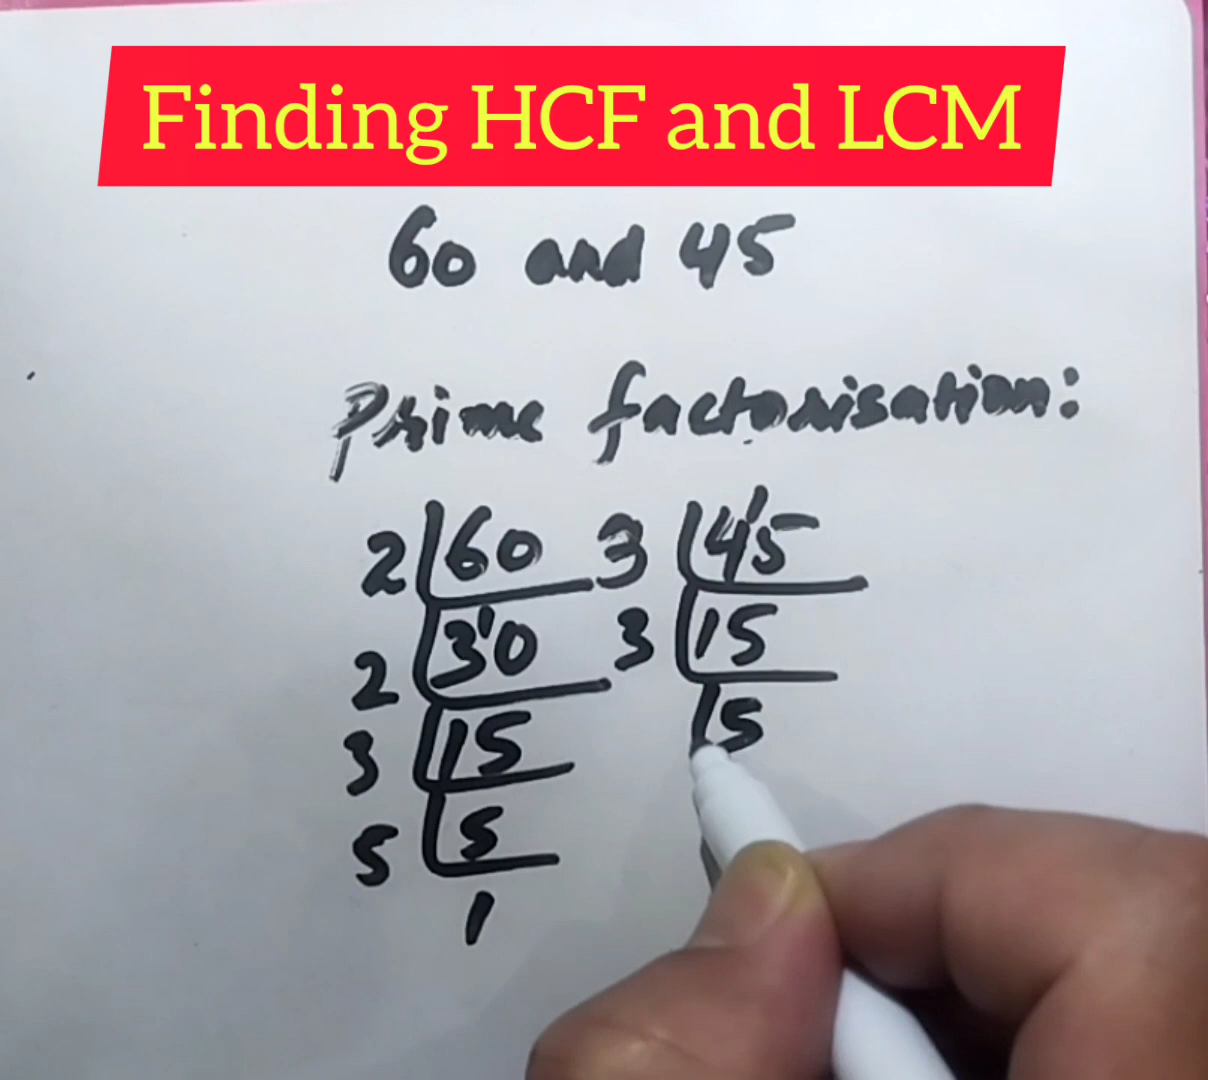 Finding HCF and LCM
60 and 45
Prime factorisation:
2 60 3 45
2 30 3 15
3 15 5
5 5
1